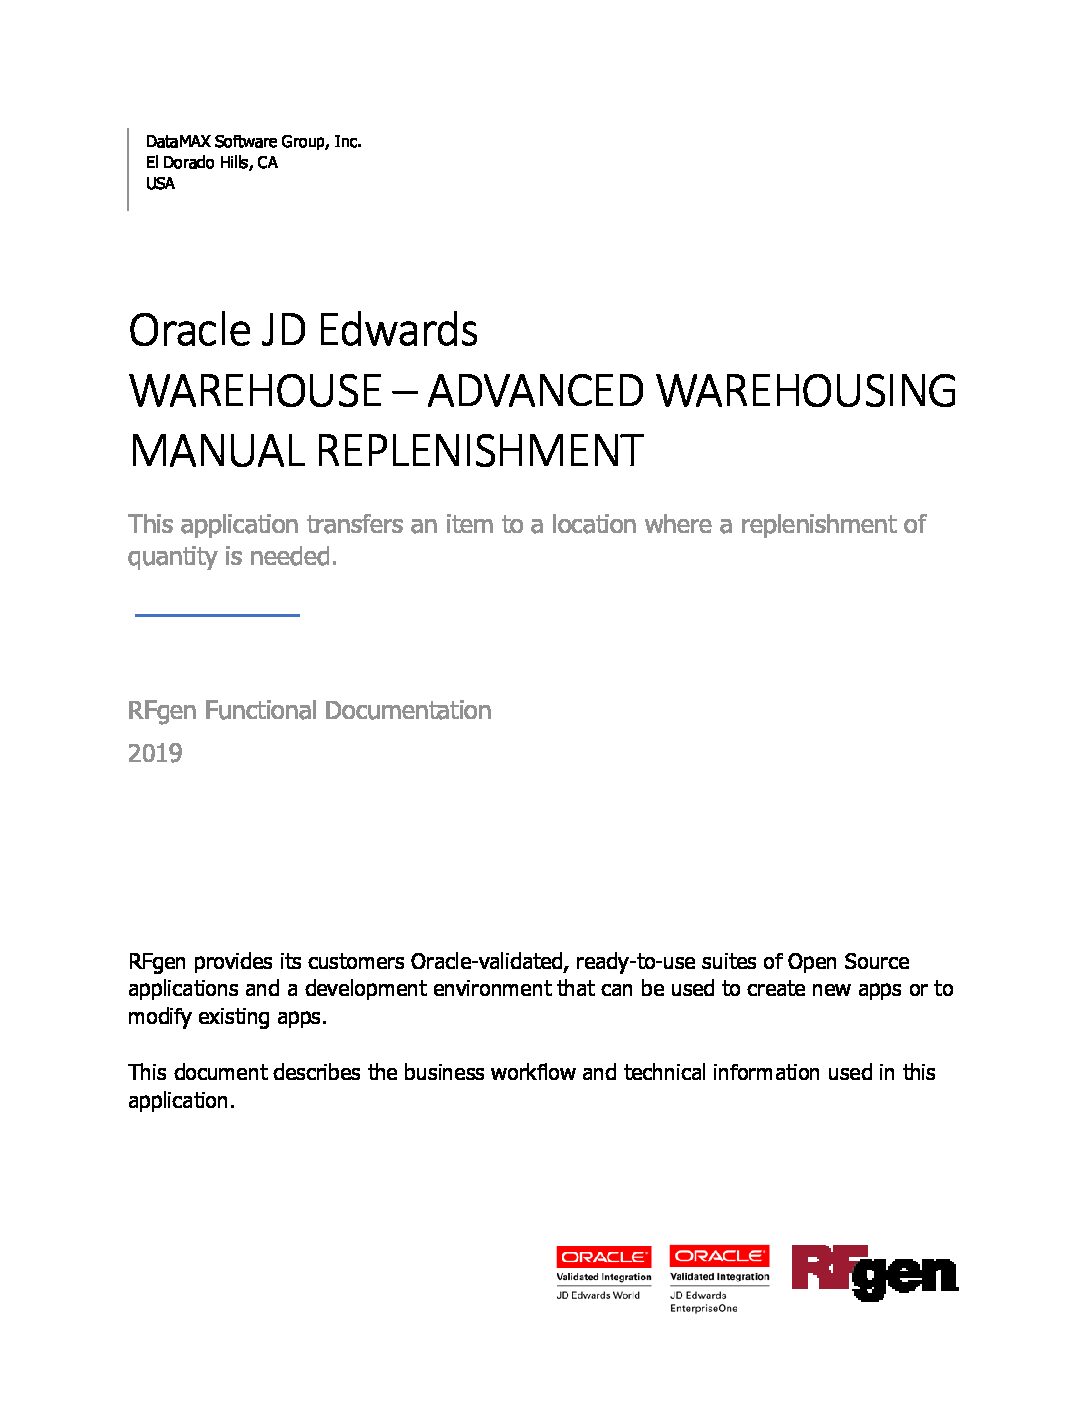 DataMAX Software Group, Inc.
El Dorado Hills, CA
USA
Oracle JD Edwards
WAREHOUSE – ADVANCED WAREHOUSING
MANUAL REPLENISHMENT
This application transfers an item to a location where a replenishment of
quantity is needed.
RFgen Functional Documentation
2019
RFgen provides its customers Oracle-validated, ready-to-use suites of Open Source
applications and a development environment that can be used to create new apps or to
modify existing apps.
This document describes the business workflow and technical information used in this
application.
ORACLE
Validated Integration
JD Edwards World
ORACLE
Validated Integration
JD Edwards
EnterpriseOne
RFgen